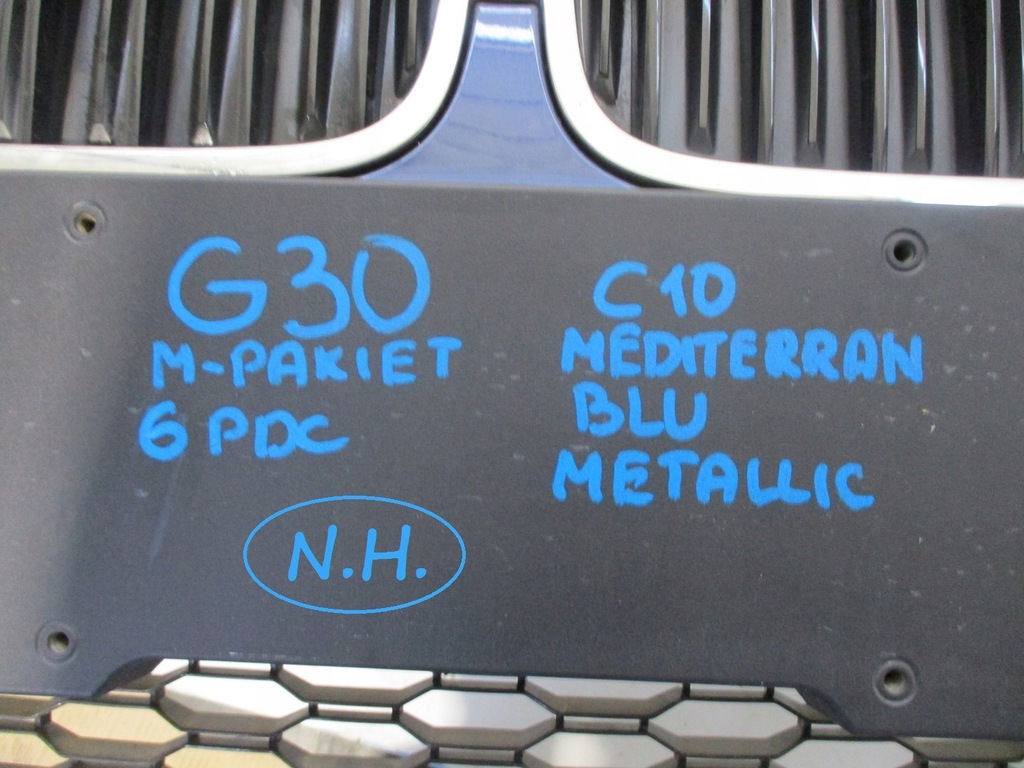 G30
M-PAKIET
6 PDC
N.H.
C10
MEDITERRAN
BLU
METALLIC